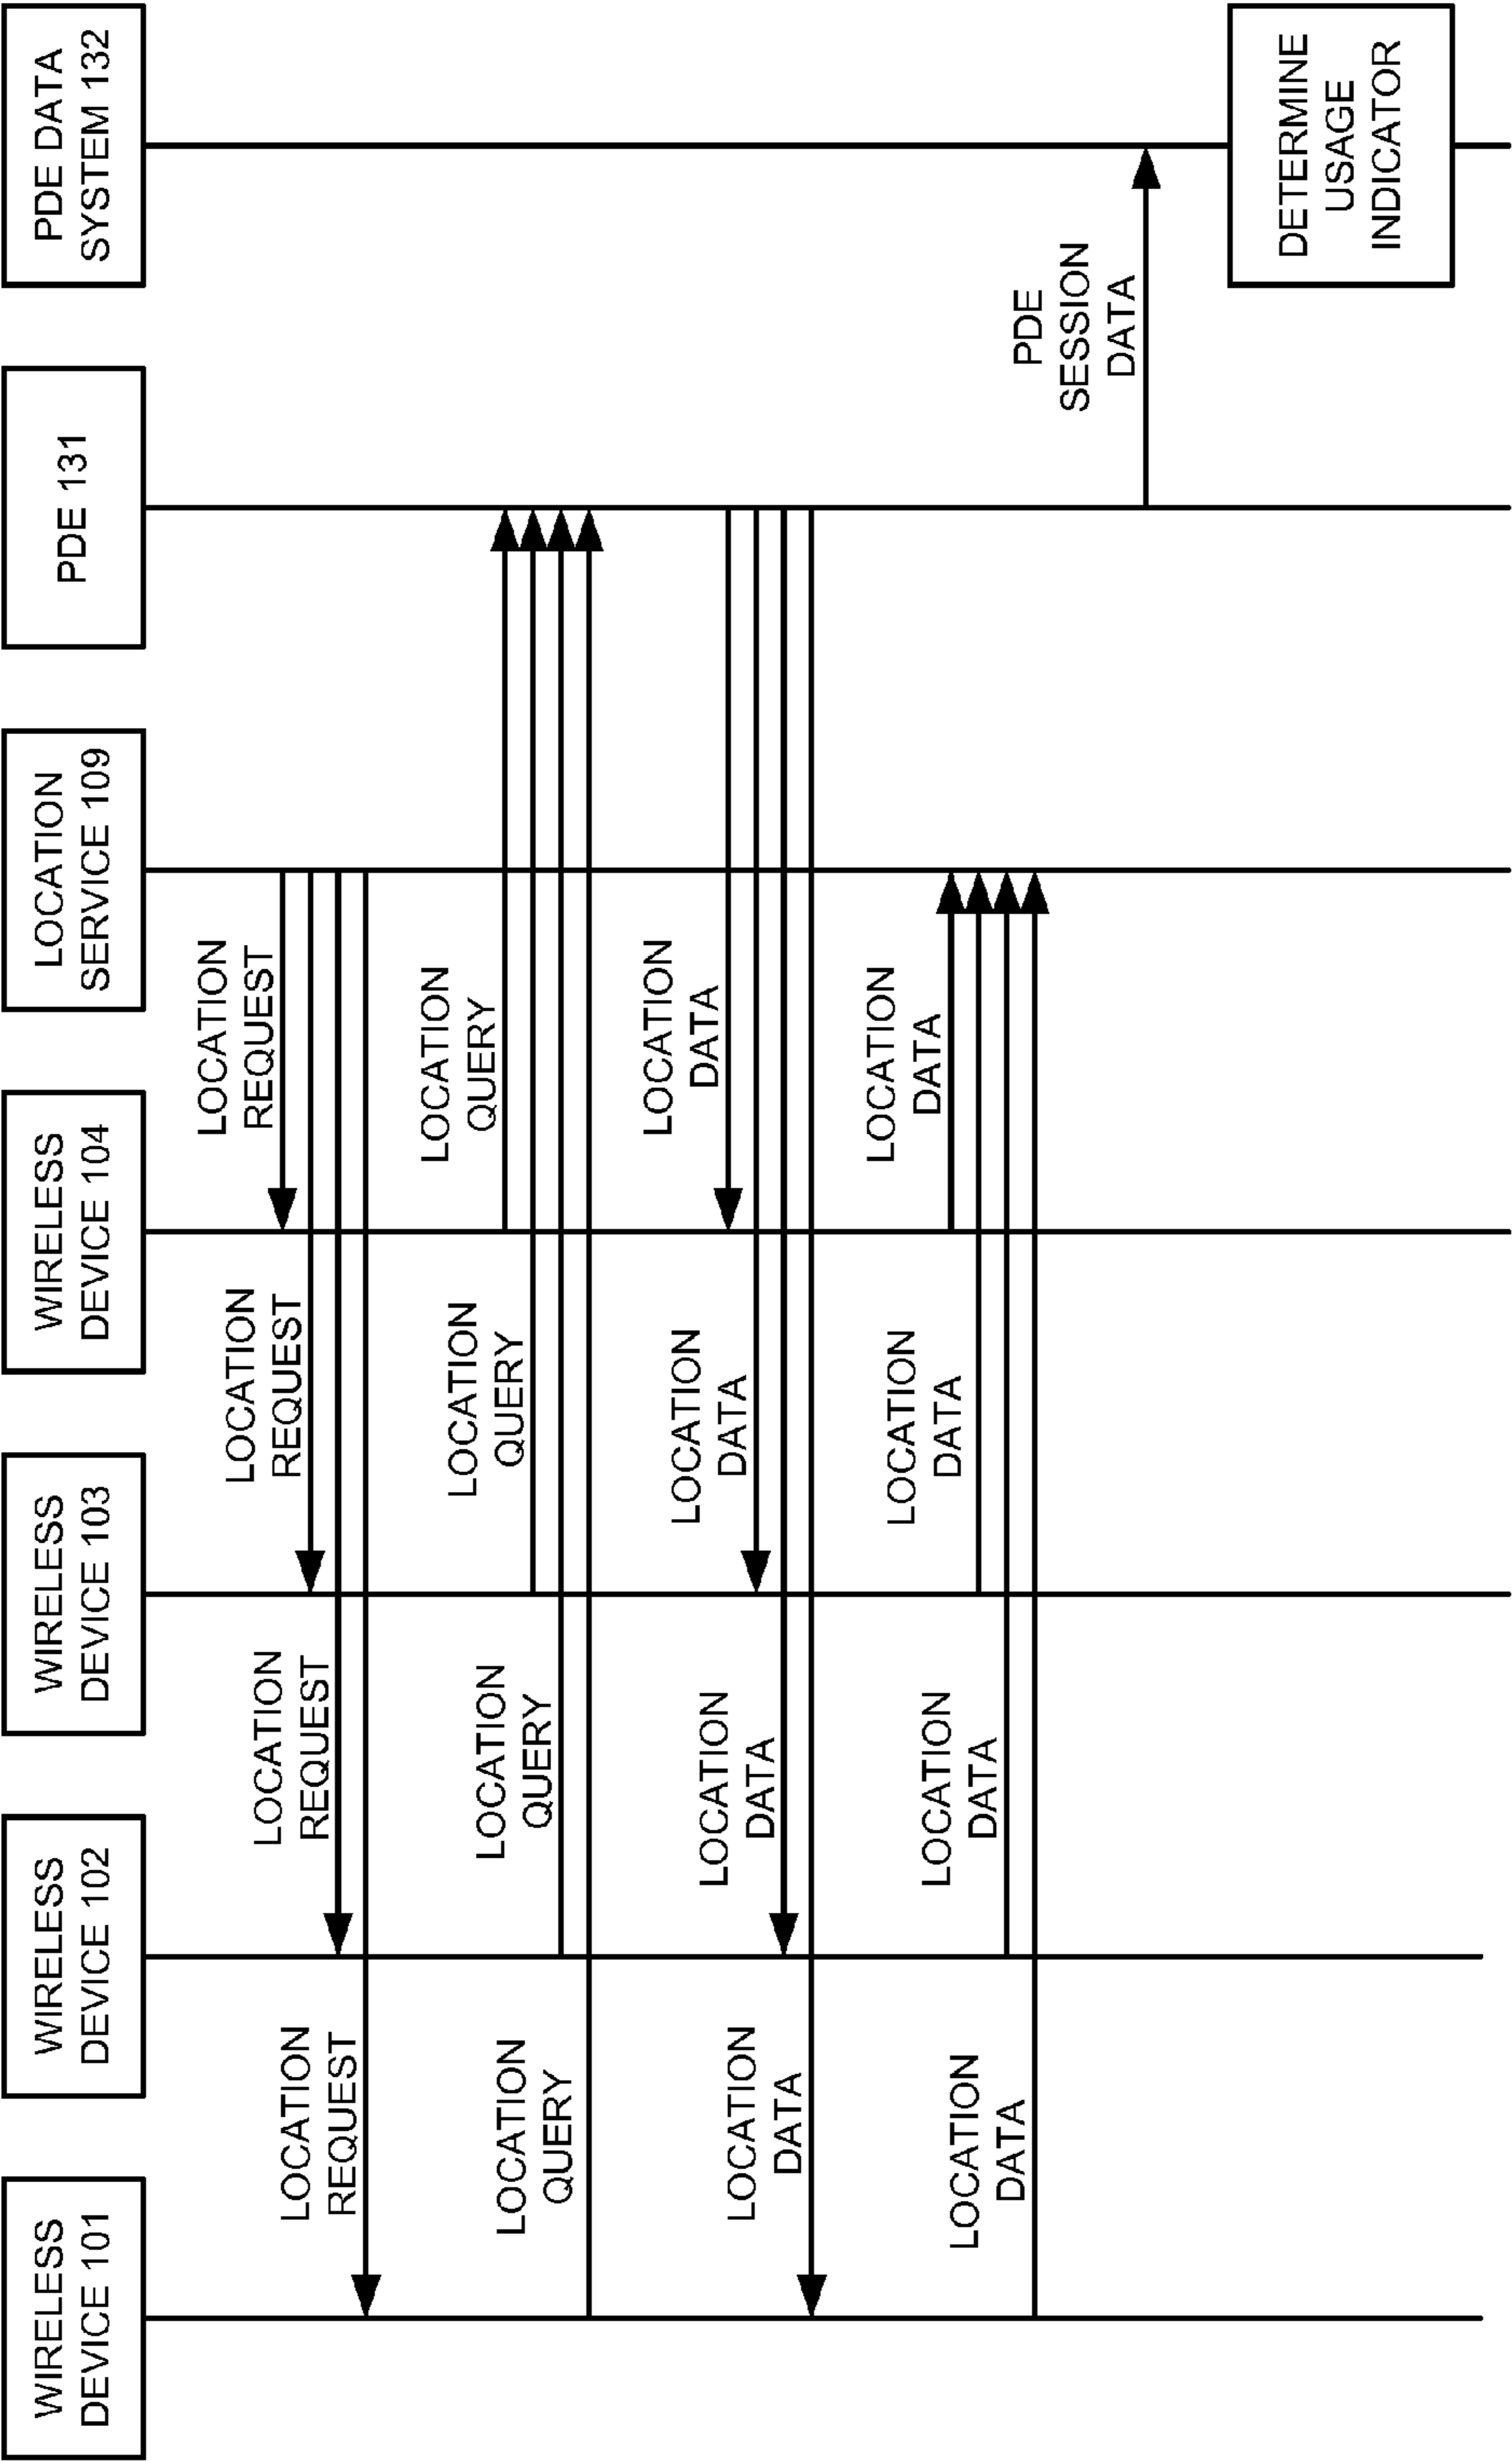 WIRELESS
DEVICE 101
WIRELESS
DEVICE 102
WIRELESS
DEVICE 103
WIRELESS
DEVICE 104
LOCATION
SERVICE 109
PDE 131
PDE DATA
SYSTEM 132
LOCATION
REQUEST
LOCATION
REQUEST
LOCATION
REQUEST
LOCATION
REQUEST
LOCATION
QUERY
LOCATION
QUERY
LOCATION
QUERY
LOCATION
QUERY
LOCATION
DATA
LOCATION
DATA
LOCATION
DATA
LOCATION
DATA
LOCATION
DATA
LOCATION
DATA
LOCATION
DATA
LOCATION
DATA
PDE
SESSION
DATA
DETERMINE
USAGE
INDICATOR